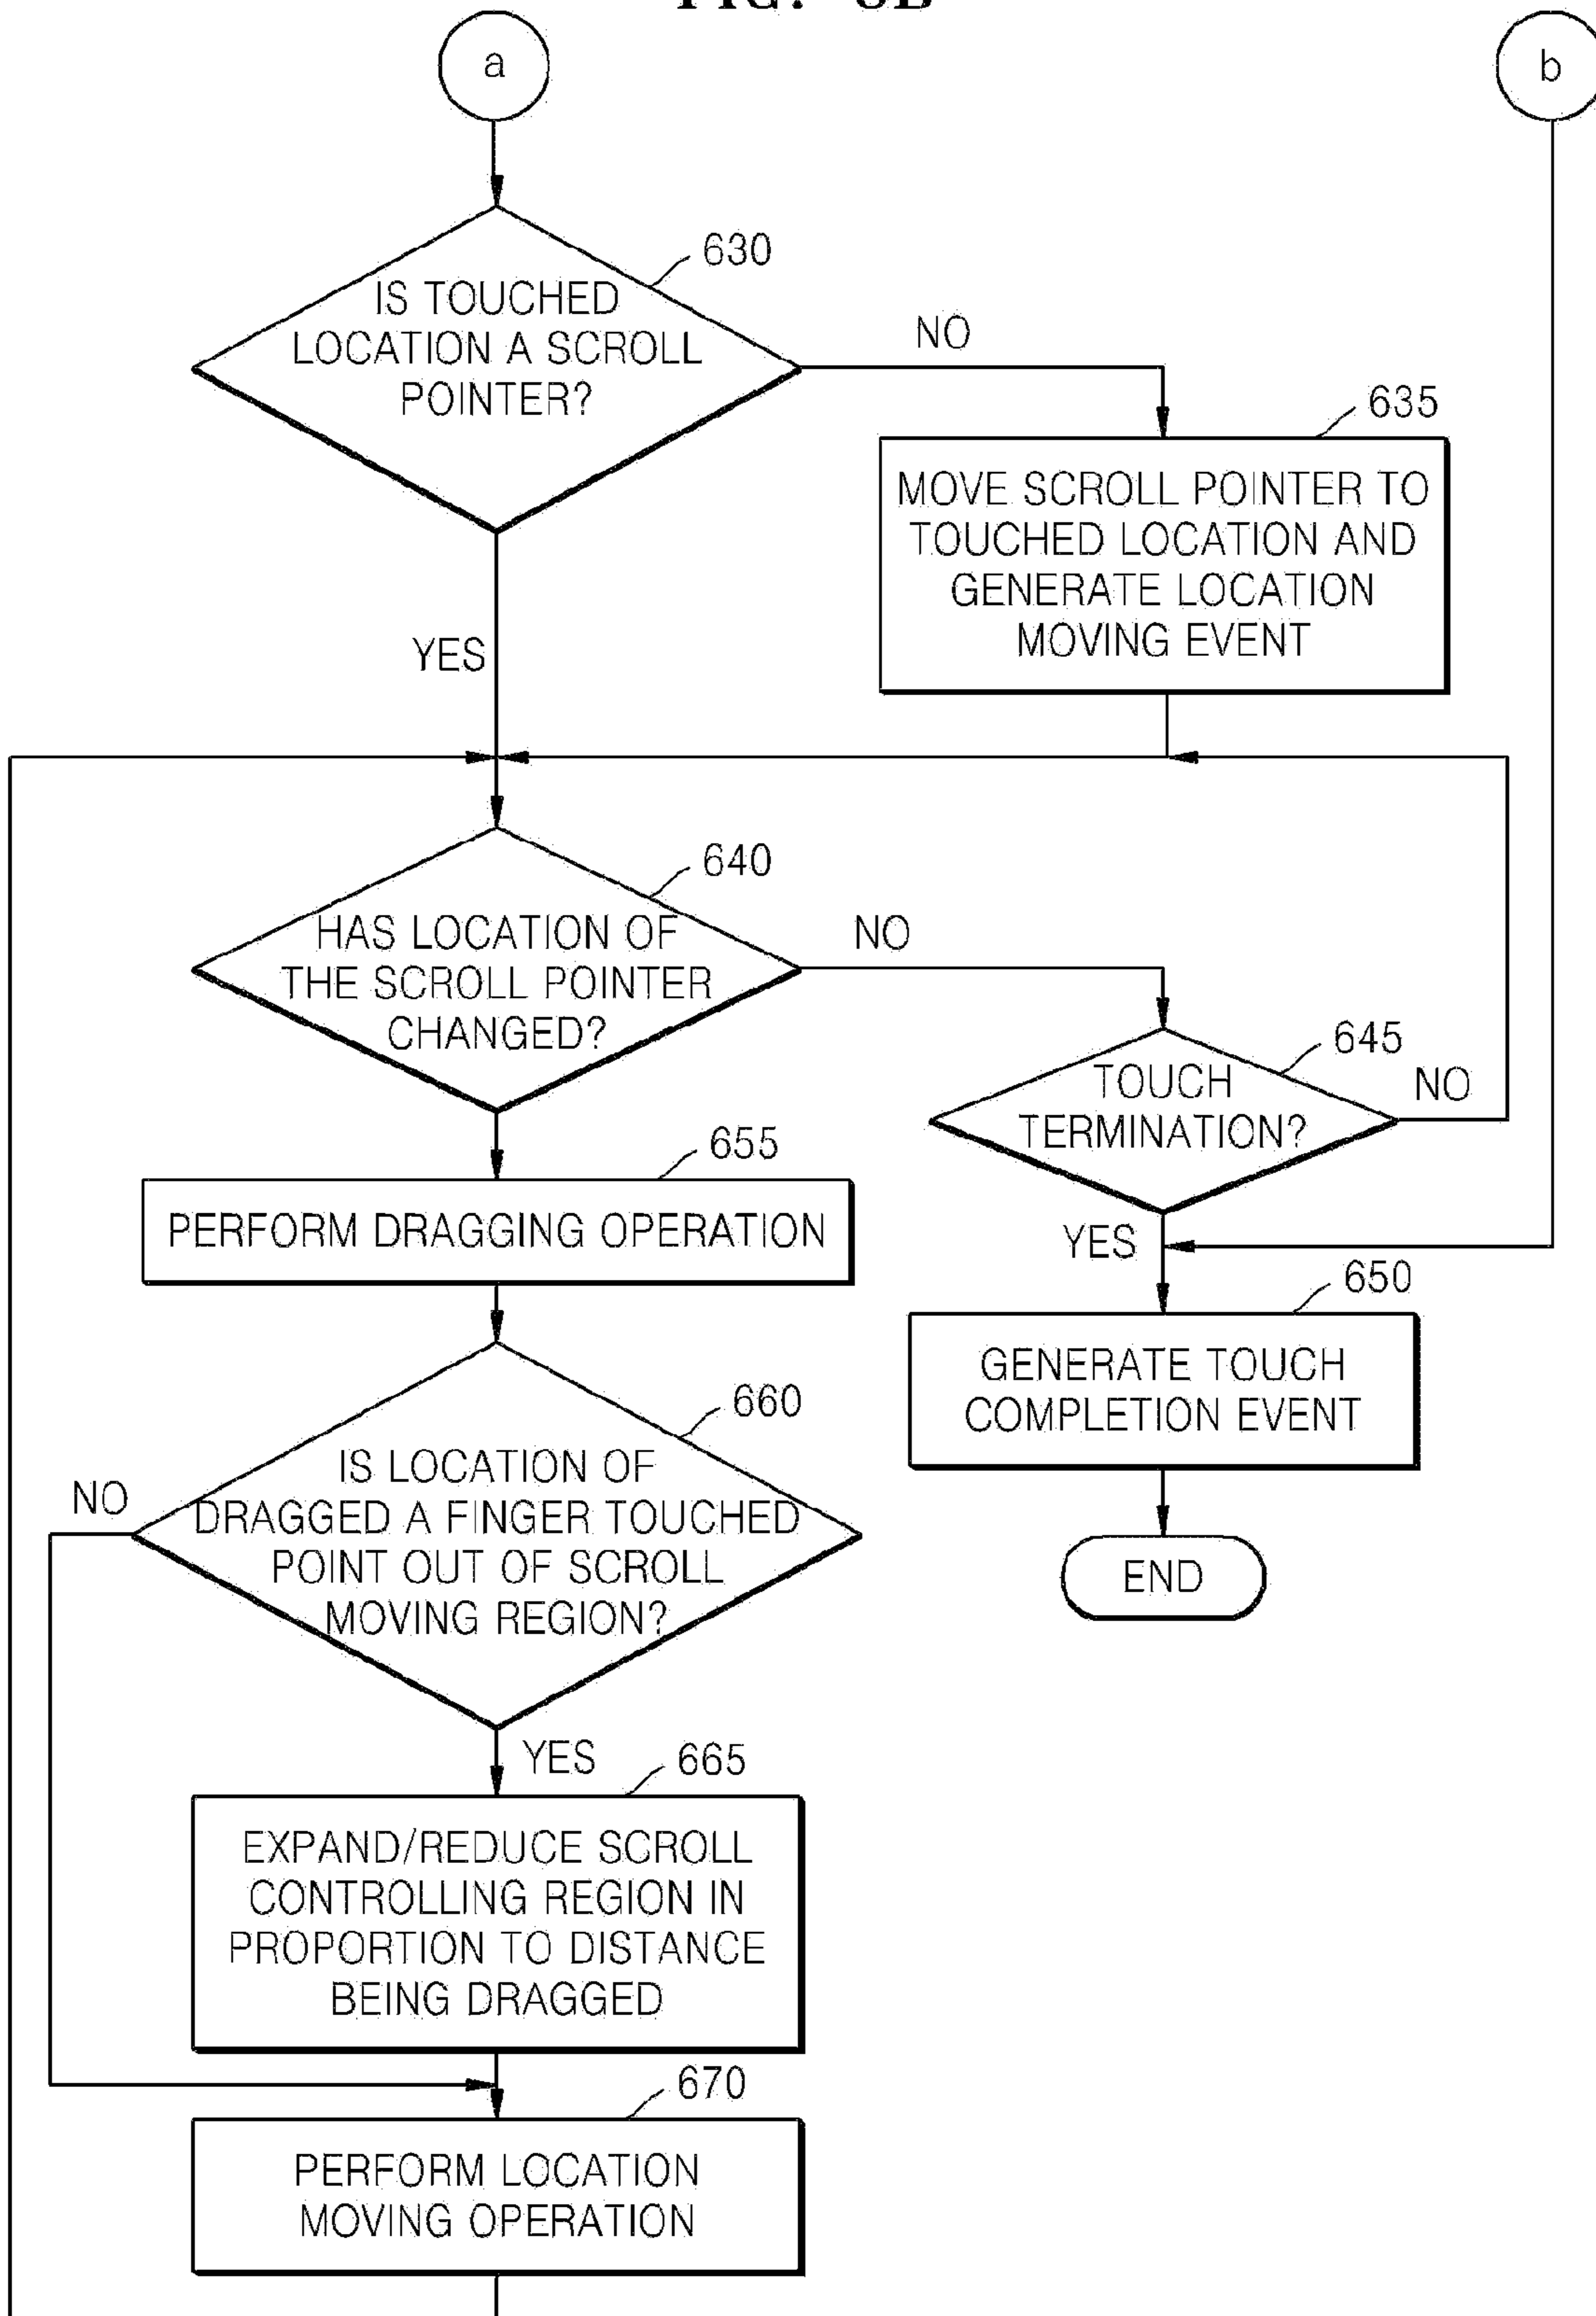 a
b
630
IS TOUCHED
LOCATION A SCROLL
POINTER?
NO
635
MOVE SCROLL POINTER TO
TOUCHED LOCATION AND
GENERATE LOCATION
MOVING EVENT
YES
640
HAS LOCATION OF
THE SCROLL POINTER
CHANGED?
NO
645
TOUCH
TERMINATION?
NO
655
PERFORM DRAGGING OPERATION
YES
650
GENERATE TOUCH
COMPLETION EVENT
END
660
IS LOCATION OF
DRAGGED A FINGER TOUCHED
POINT OUT OF SCROLL
MOVING REGION?
NO
YES
665
EXPAND/REDUCE SCROLL
CONTROLLING REGION IN
PROPORTION TO DISTANCE
BEING DRAGGED
670
PERFORM LOCATION
MOVING OPERATION